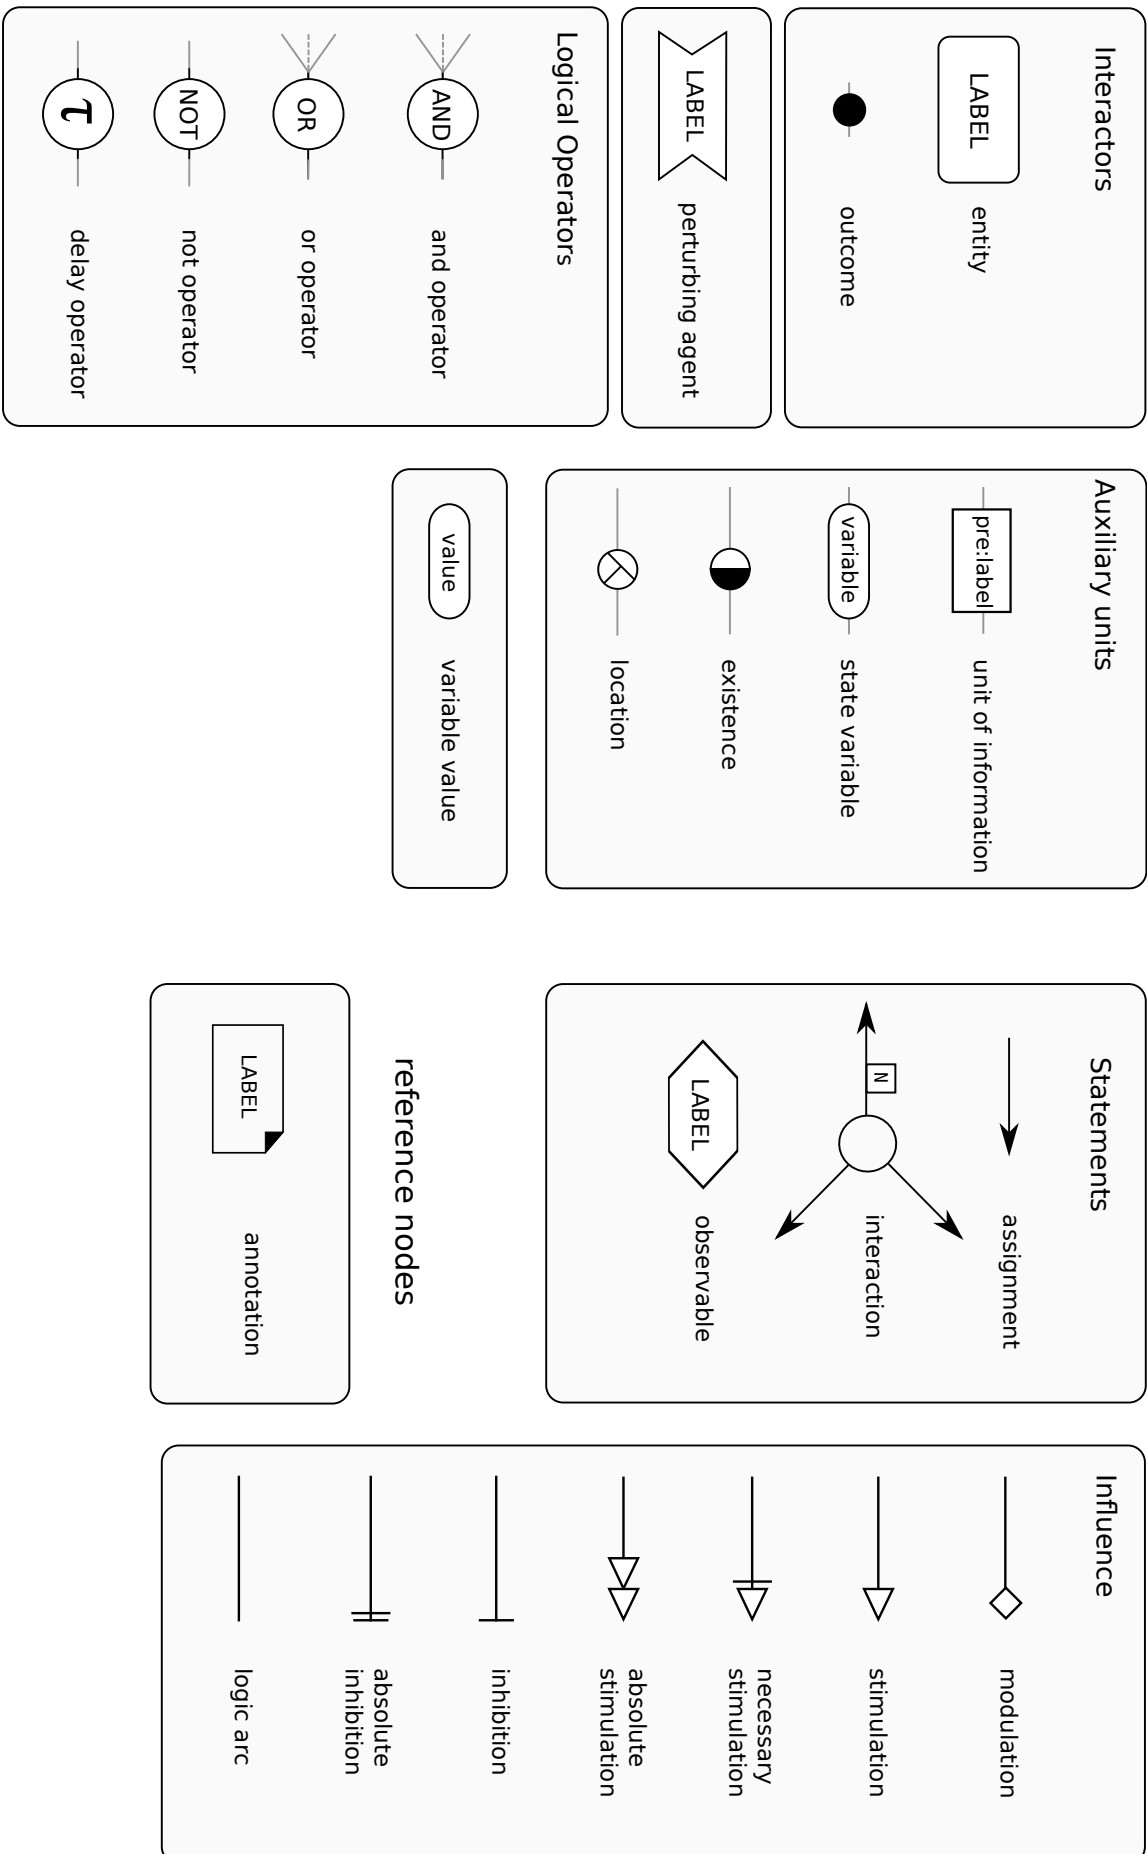 Interactors
LABEL
entity
outcome
LABEL
perturbing agent
Logical Operators
AND
and operator
OR
or operator
NOT
not operator
τ
delay operator
Auxiliary units
pre:label
unit of information
variable
state variable
existence
location
value
variable value
Statements
assignment
N
interaction
LABEL
observable
reference nodes
LABEL
annotation
Influence
modulation
stimulation
necessary
stimulation
absolute
stimulation
inhibition
absolute
inhibition
logic arc